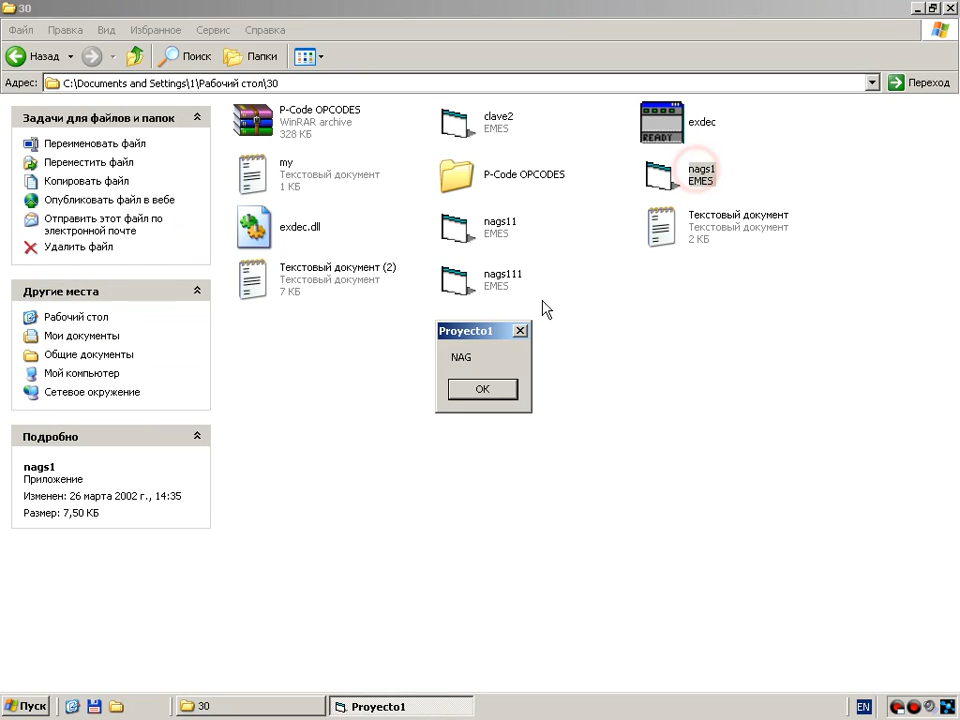 30
Файл Правка Вид Избранное Сервис Справка
Назад Поиск Папки
Адрес: C:\Documents and Settings\1\Рабочий стол\30 Переход
Задачи для файлов и папок
Переименовать файл
Переместить файл
Копировать файл
Опубликовать файл в вебе
Отправить этот файл по
электронной почте
Удалить файл
Другие места
Рабочий стол
Мои документы
Общие документы
Мой компьютер
Сетевое окружение
Подробно
nags1
Приложение
Изменен: 26 марта 2002 г., 14:35
Размер: 7,50 КБ
P-Code OPCODES
WinRAR archive
328 КБ
clave2
EMES
exdec
READY
my
Текстовый документ
1 КБ
P-Code OPCODES
nags1
EMES
exdec.dll
nags11
EMES
Текстовый документ
Текстовый документ
2 КБ
Текстовый документ (2)
Текстовый документ
7 КБ
nags111
EMES
Proyecto1
NAG
OK
Пуск 30 Proyecto1 EN